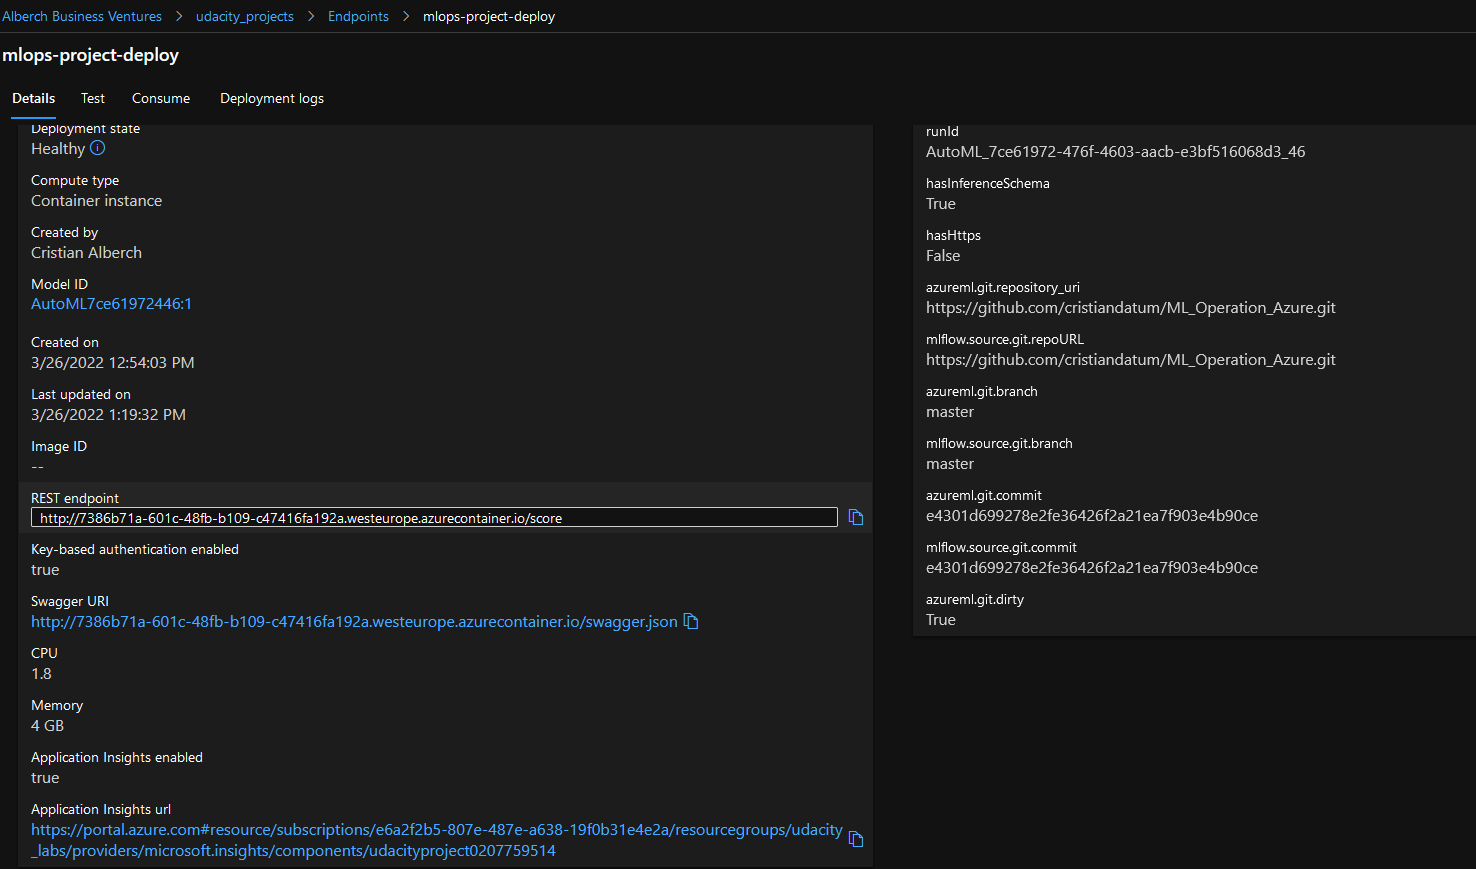 Alberch Business Ventures > udacity_projects > Endpoints > mlops-project-deploy
mlops-project-deploy
Details Test Consume Deployment logs
Deployment state
Healthy
Compute type
Container instance
Created by
Cristian Alberch
Model ID
AutoML7ce61972446:1
Created on
3/26/2022 12:54:03 PM
Last updated on
3/26/2022 1:19:32 PM
Image ID
--
REST endpoint
http://7386b71a-601c-48fb-b109-c47416fa192a.westeurope.azurecontainer.io/score
Key-based authentication enabled
true
Swagger URI
http://7386b71a-601c-48fb-b109-c47416fa192a.westeurope.azurecontainer.io/swagger.json
CPU
1.8
Memory
4 GB
Application Insights enabled
true
Application Insights url
https://portal.azure.com#resource/subscriptions/e6a2f2b5-807e-487e-a638-19f0b31e4e2a/resourcegroups/udacity
_labs/providers/microsoft.insights/components/udacityproject0207759514
runId
AutoML_7ce61972-476f-4603-aacb-e3bf516068d3_46
hasInferenceSchema
True
hasHttps
False
azureml.git.repository_uri
https://github.com/cristiandatum/ML_Operation_Azure.git
mlflow.source.git.repoURL
https://github.com/cristiandatum/ML_Operation_Azure.git
azureml.git.branch
master
mlflow.source.git.branch
master
azureml.git.commit
e4301d699278e2fe36426f2a21ea7f903e4b90ce
mlflow.source.git.commit
e4301d699278e2fe36426f2a21ea7f903e4b90ce
azureml.git.dirty
True